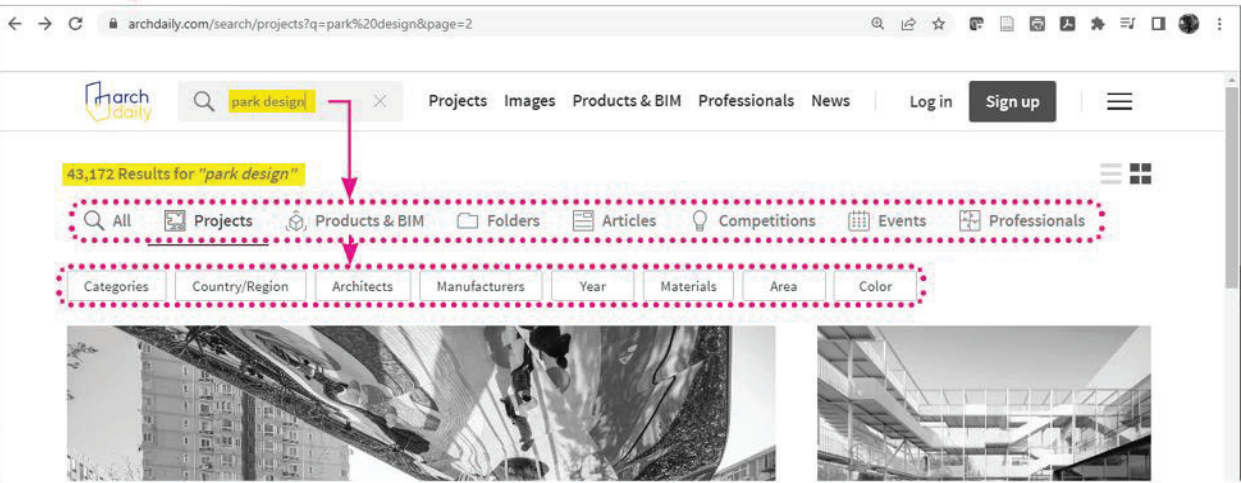 archdaily.com/search/projects?q=park%20design&page=2
arch
daily
park design
Projects Images Products & BIM Professionals News Log in Sign up
43,172 Results for "park design"
All Projects Products & BIM Folders Articles Competitions Events Professionals
Categories Country/Region Architects Manufacturers Year Materials Area Color